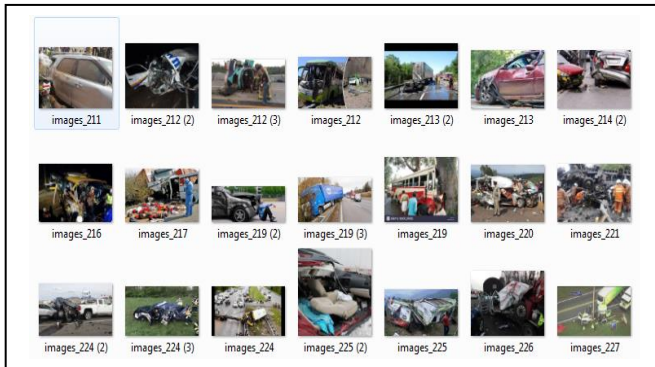 images_211 images_212 (2) images_212 (3) images_212 images_213 (2) images_213 images_214 (2)
images_216 images_217 images_219 (2) images_219 (3) images_219 images_220 images_221
images_224 (2) images_224 (3) images_224 images_225 (2) images_225 images_226 images_227